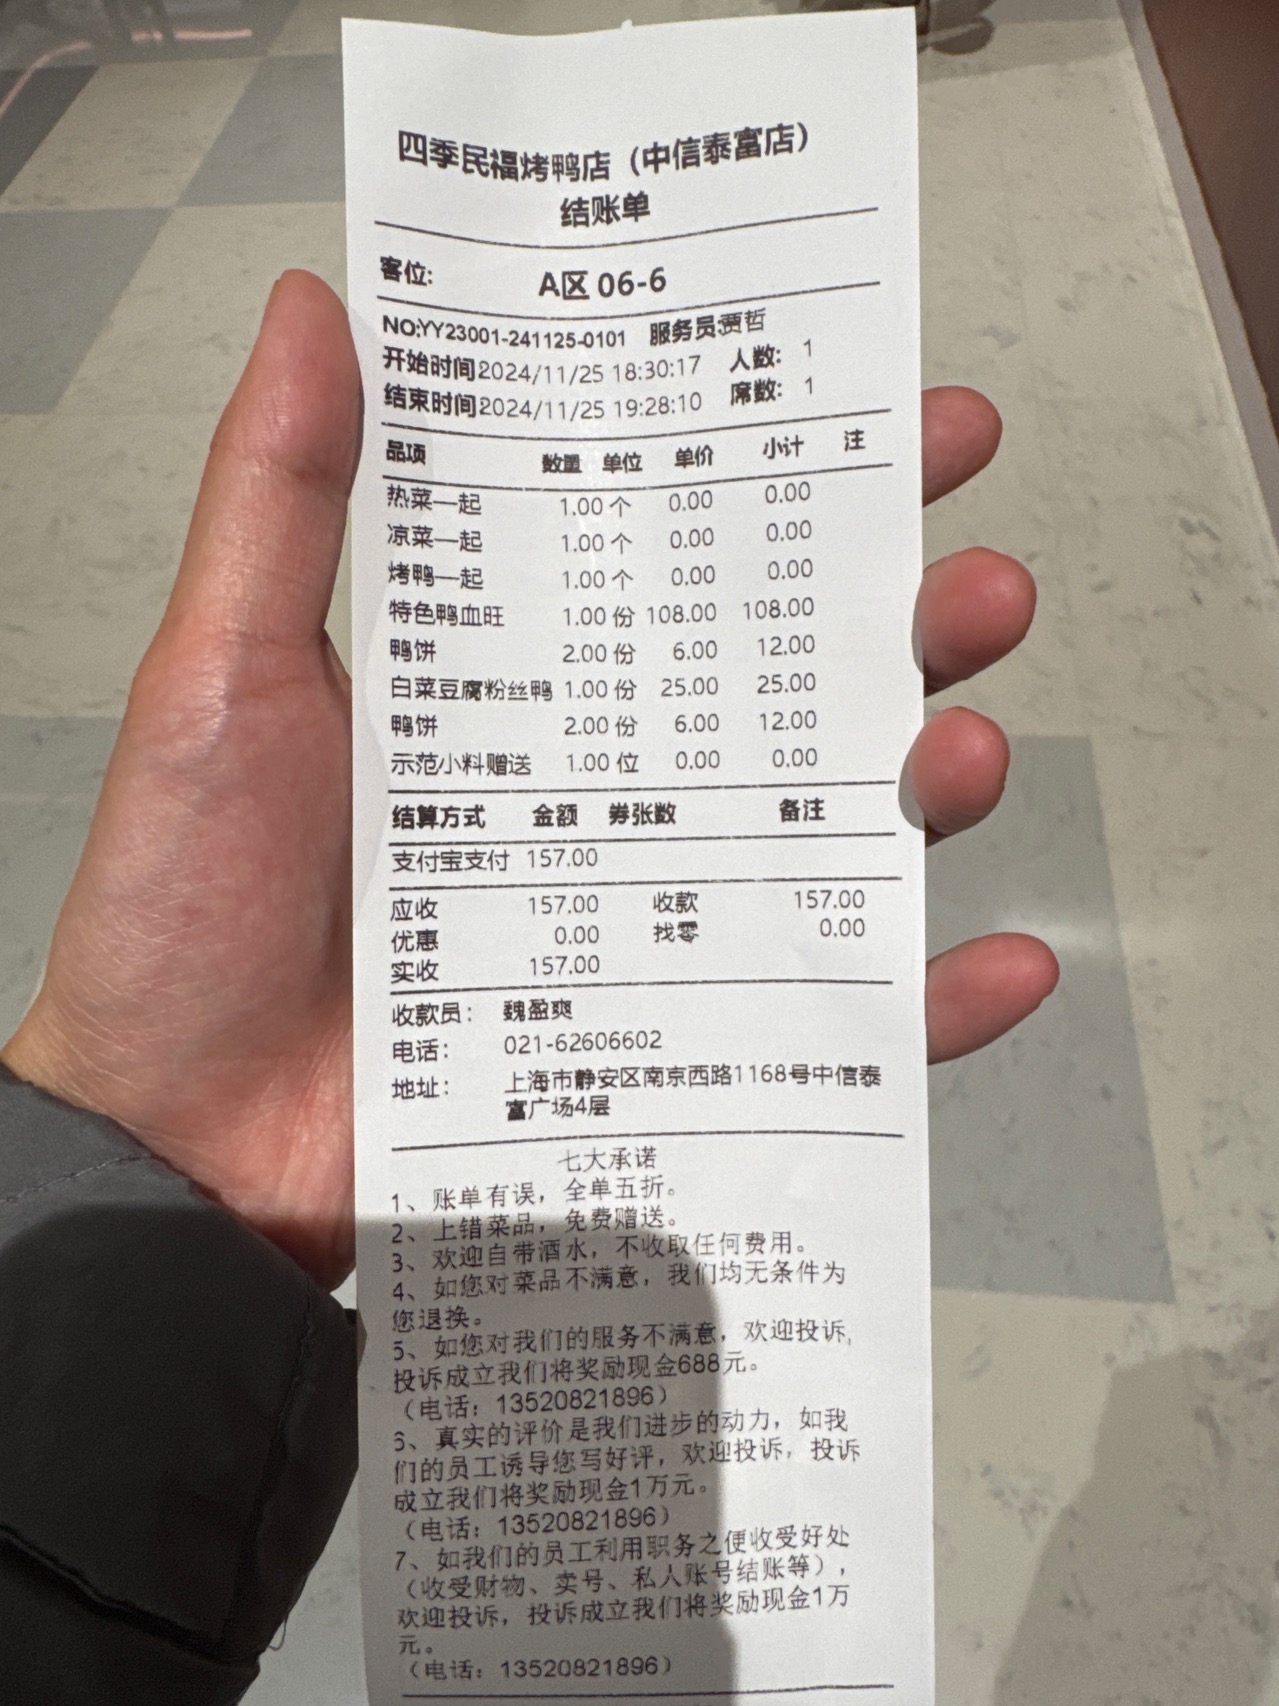 四季民福烤鸭店（中信泰富店）
结账单
客位: A区 06-6
NO:YY23001-241125-0101 服务员:贾哲
开始时间2024/11/25 18:30:17 人数: 1
结束时间2024/11/25 19:28:10 席数: 1
品项 数量 单位 单价 小计 注
热菜一起 1.00 个 0.00 0.00
凉菜一起 1.00 个 0.00 0.00
烤鸭一起 1.00 个 0.00 0.00
特色鸭血旺 1.00 份 108.00 108.00
鸭饼 2.00 份 6.00 12.00
白菜豆腐粉丝鸭 1.00 份 25.00 25.00
鸭饼 2.00 份 6.00 12.00
示范小料赠送 1.00 位 0.00 0.00
结算方式 金额 券张数 备注
支付宝支付 157.00
应收 157.00 收款 157.00
优惠 0.00 找零 0.00
实收 157.00
收款员: 魏盈爽
电话: 021-62606602
地址: 上海市静安区南京西路1168号中信泰
富广场4层
七大承诺
1、账单有误，全单五折。
2、上错菜品，免费赠送。
3、欢迎自带酒水，不收取任何费用。
4、如您对菜品不满意，我们均无条件为
您退换。
5、如您对我们的服务不满意，欢迎投诉,
投诉成立我们将奖励现金688元。
（电话：13520821896）
6、真实的评价是我们进步的动力，如我
们的员工诱导您写好评，欢迎投诉，投诉
成立我们将奖励现金1万元。
（电话：13520821896）
7、如我们的员工利用职务之便收受好处
（收受财物、卖号、私人账号结账等），
欢迎投诉，投诉成立我们将奖励现金1万
元。
（电话：13520821896）